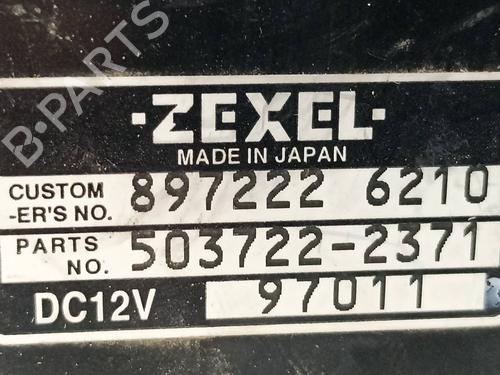 B-PARTS
·ZEXEL·
MADE IN JAPAN
CUSTOM
-ER'S NO. 897222 6210
PARTS
NO. 503722-2371
DC12V 97011